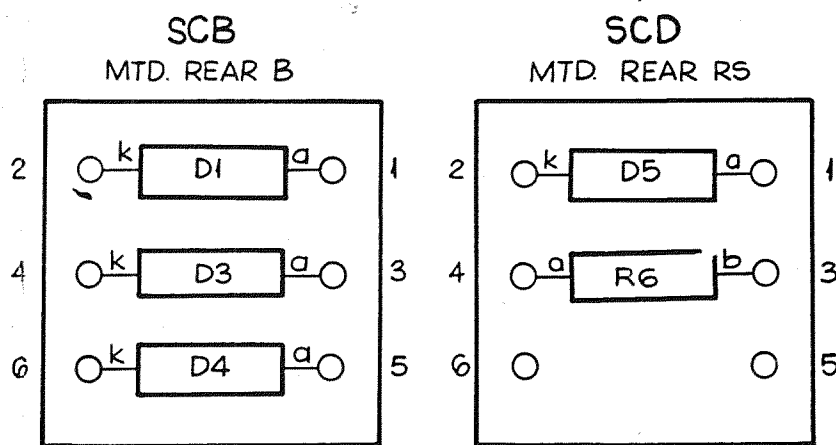 SCB
MTD. REAR B
2 k D1 a 1
4 k D3 a 3
6 k D4 a 5
SCD
MTD. REAR RS
2 k D5 a 1
4 a R6 b 3
6 5